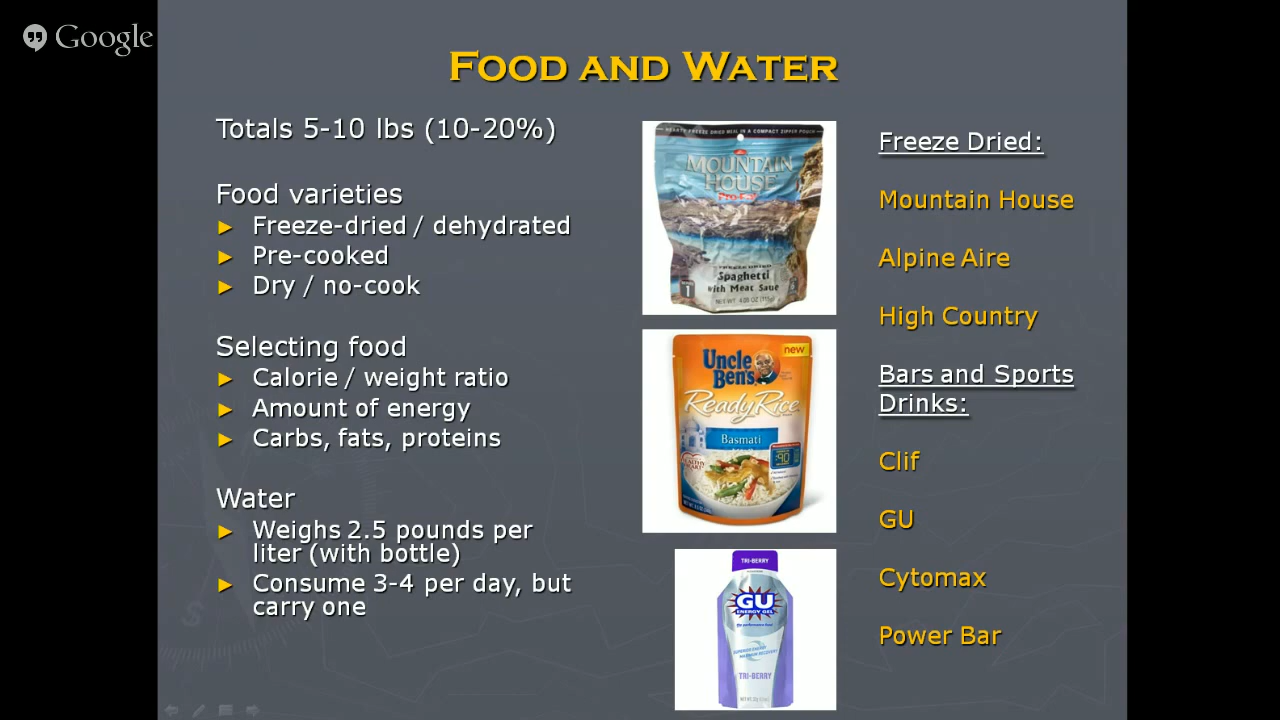 Google
FOOD AND WATER
Totals 5-10 lbs (10-20%)
Food varieties
► Freeze-dried / dehydrated
► Pre-cooked
► Dry / no-cook
Selecting food
► Calorie / weight ratio
► Amount of energy
► Carbs, fats, proteins
Water
► Weighs 2.5 pounds per
liter (with bottle)
► Consume 3-4 per day, but
carry one
MOUNTAIN
HOUSE
Spaghetti
With Meat Sauce
1
new
Uncle
Ben's
Ready Rice
Basmati
:90
TRI-BERRY
GU
ENERGY GEL
TRI-BERRY
Freeze Dried:
Mountain House
Alpine Aire
High Country
Bars and Sports
Drinks:
Clif
GU
Cytomax
Power Bar